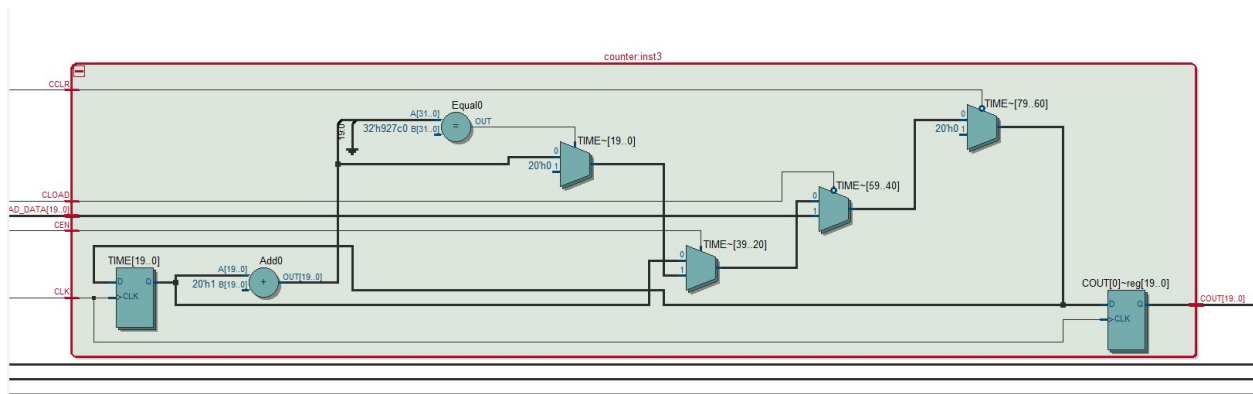 counter:inst3
CCLR
TIME~[79..60]
0
20'h0 1
Equal0
A[31..0]
32'h927c0 B[31..0]
=
OUT
19:0
TIME~[19..0]
0
20'h0 1
CLOAD
TIME~[59..40]
0
1
AD_DATA[19..0]
CEN
TIME~[39..20]
0
1
TIME[19..0]
D Q
CLK
Add0
A[19..0]
20'h1 B[19..0]
+
OUT[19..0]
CLK
COUT[0]~reg[19..0]
D Q
CLK
COUT[19..0]